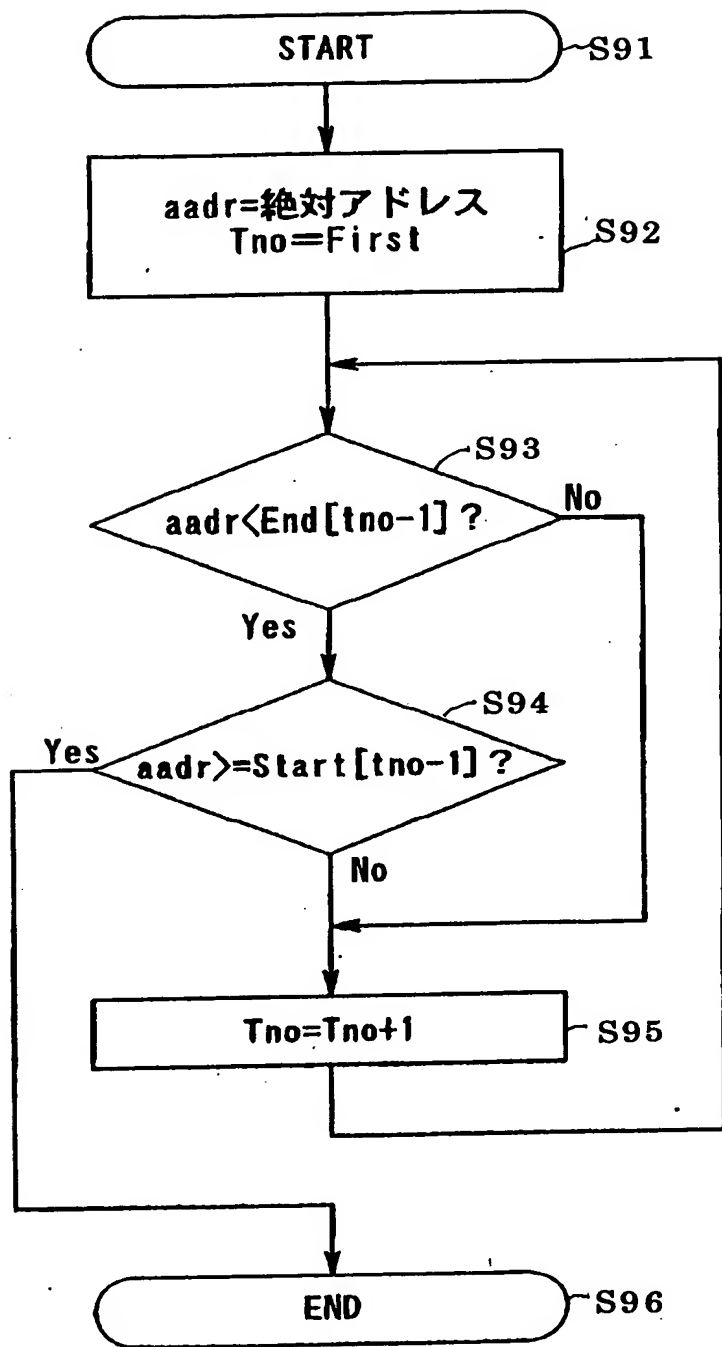 START
S91
aadr=絶対アドレス
Tno=First
S92
S93
aadr<End[tno-1]?
No
Yes
S94
Yes
aadr>=Start[tno-1]?
No
Tno=Tno+1
S95
END
S96